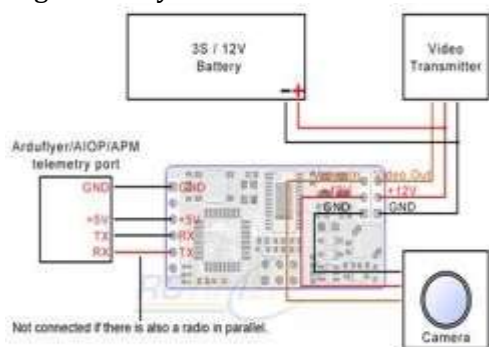 3S / 12V
Battery
- +
Video
Transmitter
Arduflyer/AIOP/APM
telemetry port
GND
+5V
TX
RX
GND
+5V
RX
TX
Video Out
+12V
GND
GND
Not connected if there is also a radio in parallel.
Camera